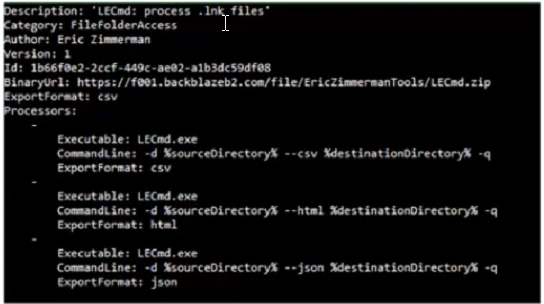 Description: 'LECmd: process .lnk files'
Category: FileFolderAccess
Author: Eric Zimmerman
Version: 1
Id: 1b66f0e2-2ccf-449c-ae02-a1b3dc59df08
BinaryUrl: https://f001.backblazeb2.com/file/EricZimmermanTools/LECmd.zip
ExportFormat: csv
Processors:
-
Executable: LECmd.exe
CommandLine: -d %sourceDirectory% --csv %destinationDirectory% -q
ExportFormat: csv
-
Executable: LECmd.exe
CommandLine: -d %sourceDirectory% --html %destinationDirectory% -q
ExportFormat: html
-
Executable: LECmd.exe
CommandLine: -d %sourceDirectory% --json %destinationDirectory% -q
ExportFormat: json